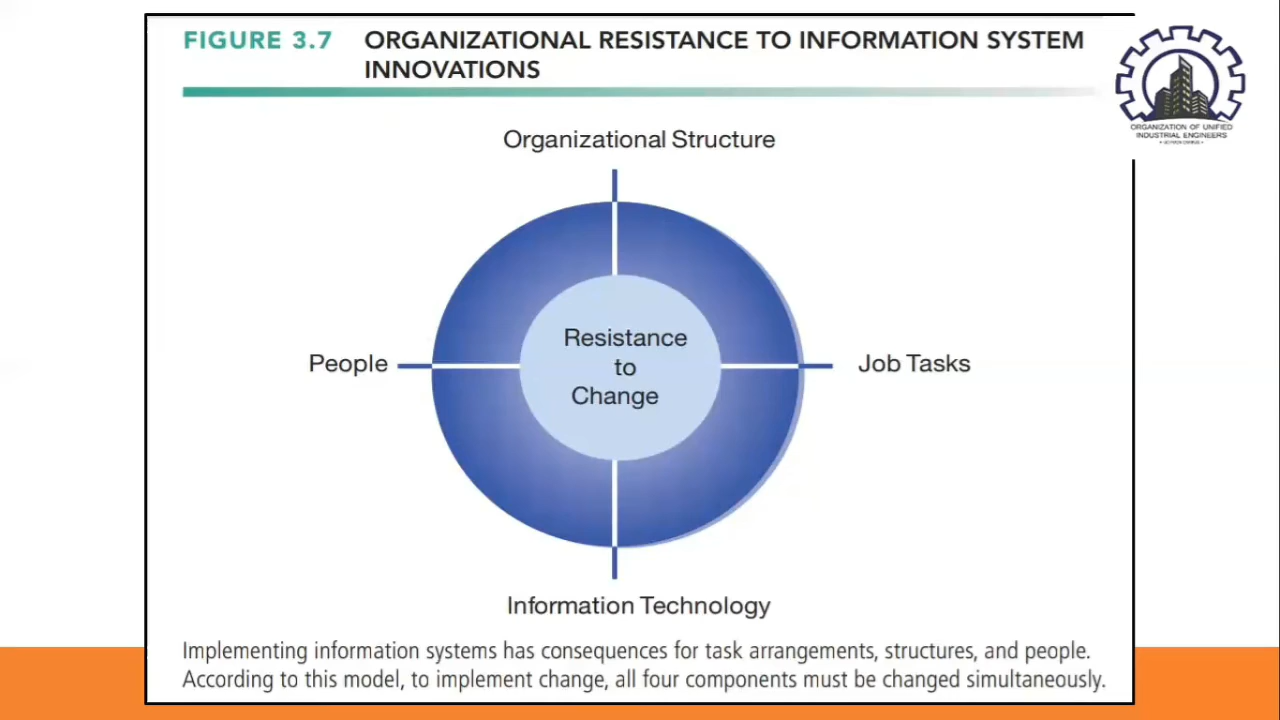 FIGURE 3.7 ORGANIZATIONAL RESISTANCE TO INFORMATION SYSTEM
INNOVATIONS
ORGANIZATION OF UNIFIED
INDUSTRIAL ENGINEERS
Organizational Structure
Resistance
to
Change
People
Job Tasks
Information Technology
Implementing information systems has consequences for task arrangements, structures, and people.
According to this model, to implement change, all four components must be changed simultaneously.